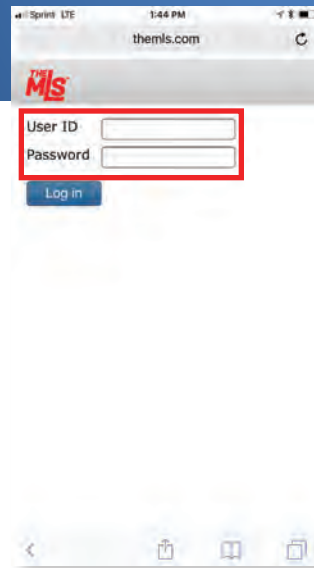 Sprint LTE 1:44 PM
themls.com
THE
MLS
User ID
Password
Log in